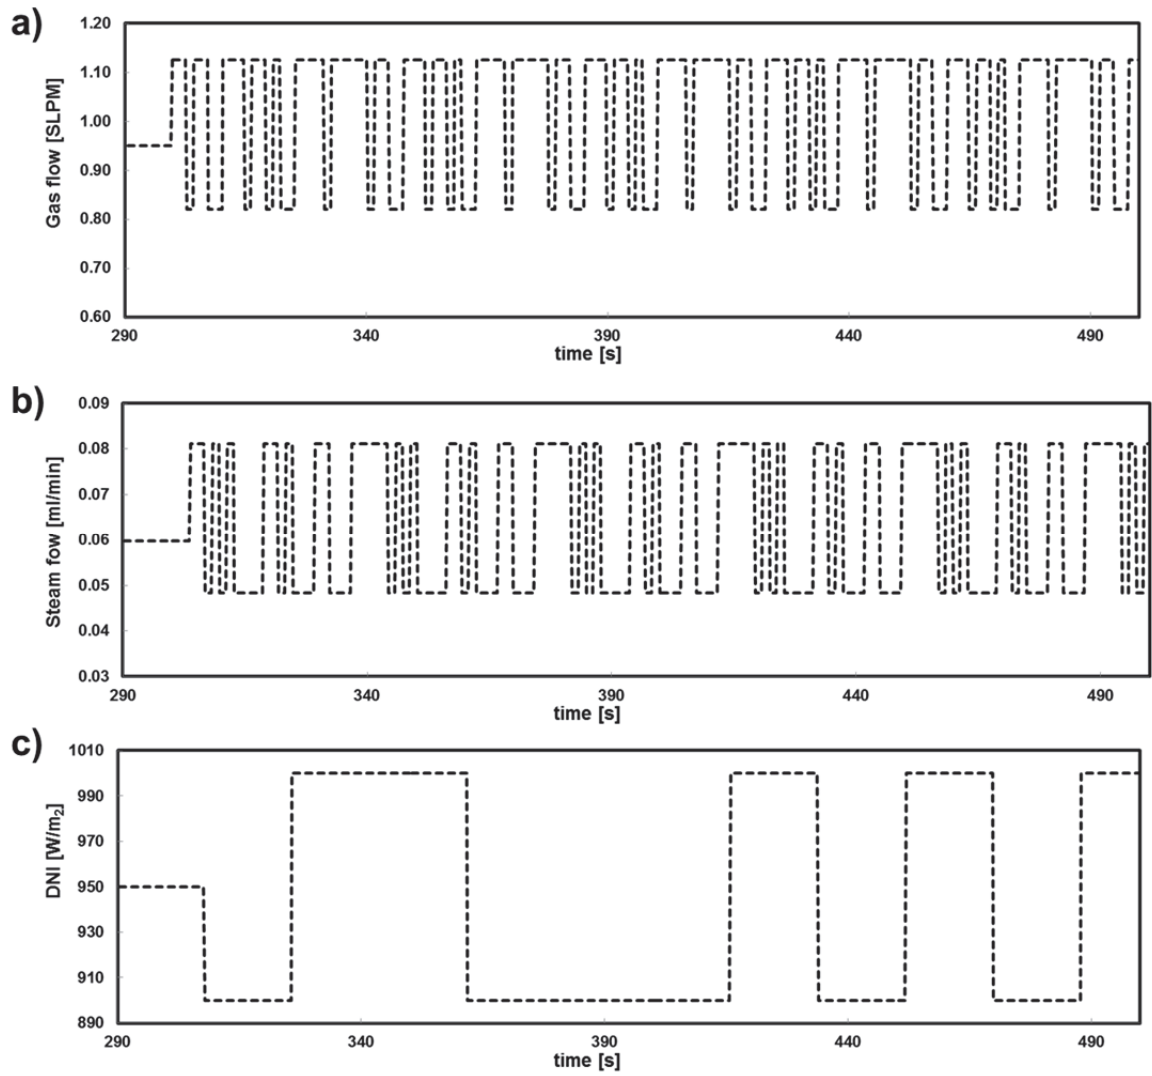 a)
1.20
1.10
1.00
0.90
0.80
0.70
0.60
Gas flow [SLPM]
290 340 390 440 490
time [s]
b)
0.09
0.08
0.07
0.06
0.05
0.04
0.03
Steam fow [ml/min]
290 340 390 440 490
time [s]
c)
1010
990
970
950
930
910
890
DNI [W/m₂]
290 340 390 440 490
time [s]